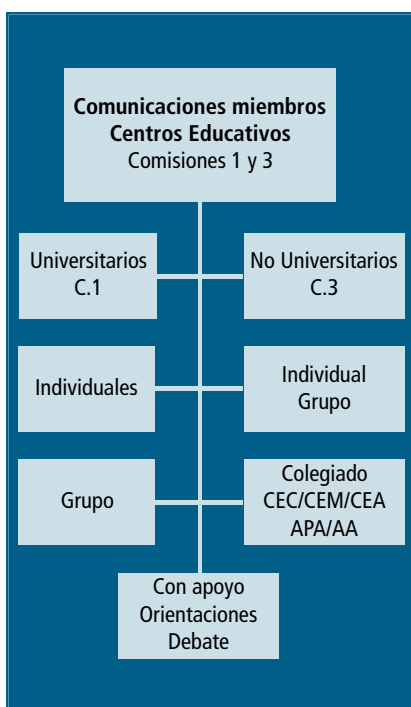 Comunicaciones miembros
Centros Educativos
Comisiones 1 y 3
Universitarios
C.1
No Universitarios
C.3
Individuales
Individual
Grupo
Grupo
Colegiado
CEC/CEM/CEA
APA/AA
Con apoyo
Orientaciones
Debate